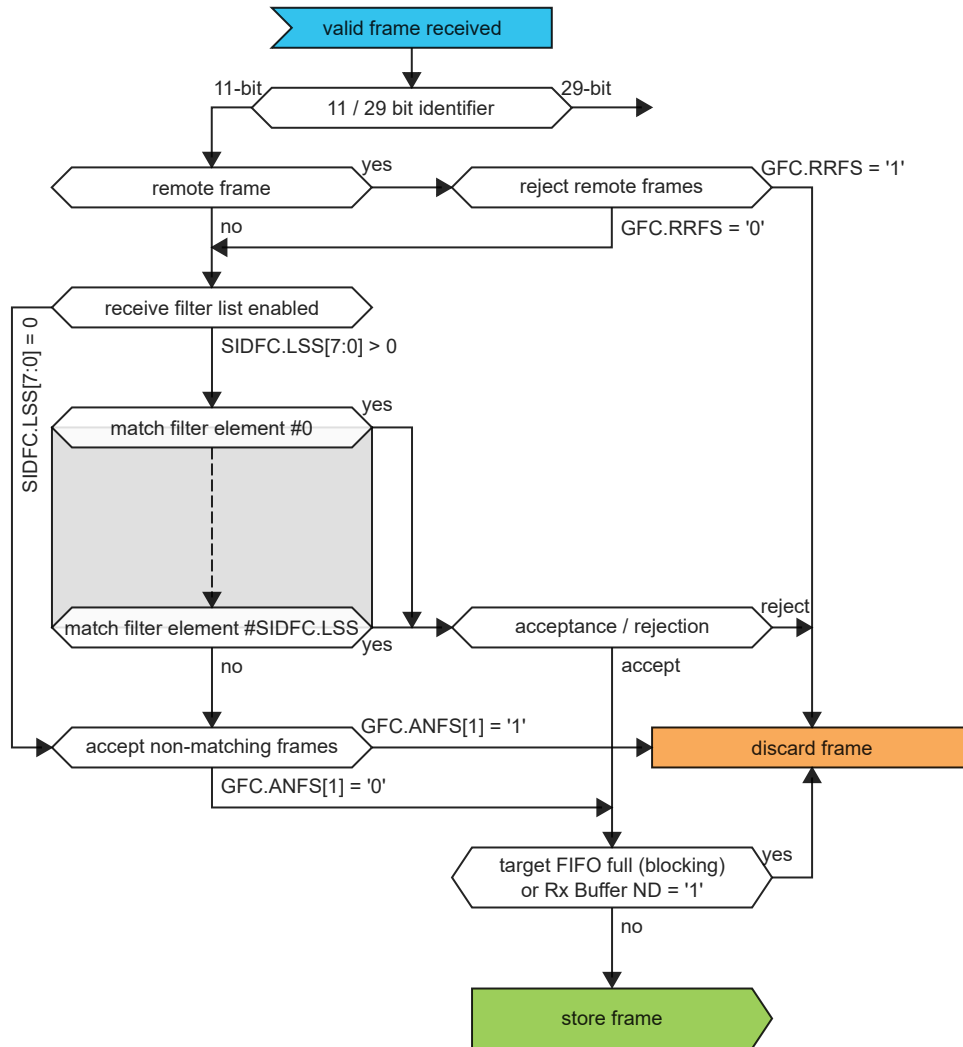 valid frame received
11-bit
29-bit
11 / 29 bit identifier
yes
GFC.RRFS = '1'
remote frame
reject remote frames
no
GFC.RRFS = '0'
receive filter list enabled
SIDFC.LSS[7:0] = 0
SIDFC.LSS[7:0] > 0
yes
match filter element #0
reject
match filter element #SIDFC.LSS
acceptance / rejection
yes
no
accept
GFC.ANFS[1] = '1'
accept non-matching frames
discard frame
GFC.ANFS[1] = '0'
target FIFO full (blocking)
or Rx Buffer ND = '1'
yes
no
store frame